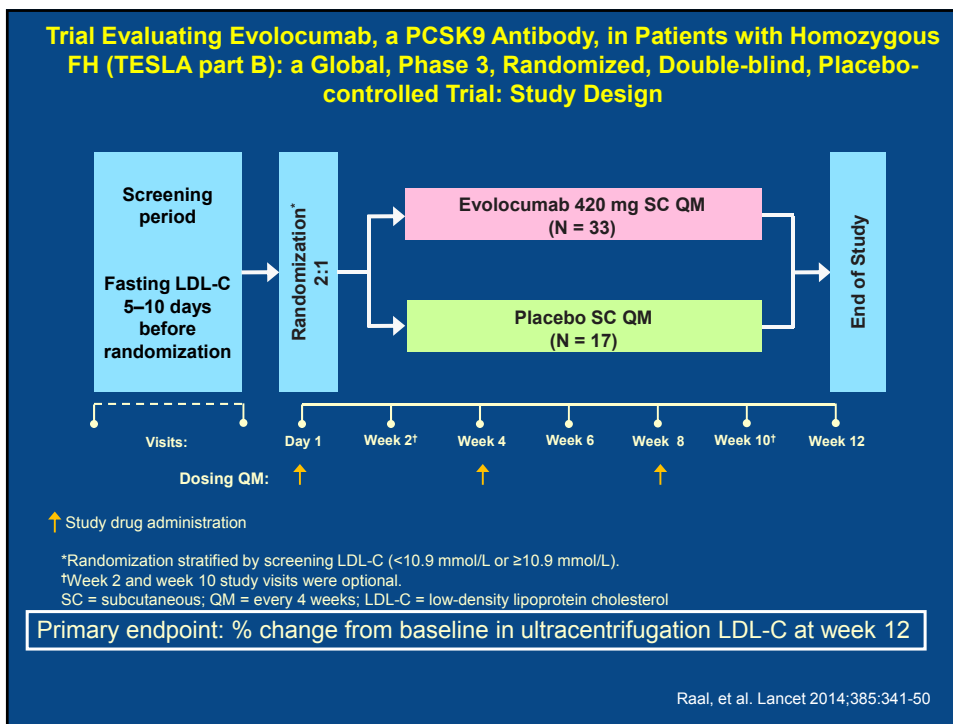 Trial Evaluating Evolocumab, a PCSK9 Antibody, in Patients with Homozygous
FH (TESLA part B): a Global, Phase 3, Randomized, Double-blind, Placebo-
controlled Trial: Study Design
Screening
period
Fasting LDL-C
5–10 days
before
randomization
Randomization*
2:1
Evolocumab 420 mg SC QM
(N = 33)
Placebo SC QM
(N = 17)
End of Study
Visits:
Day 1
Week 2†
Week 4
Week 6
Week 8
Week 10†
Week 12
Dosing QM:
Study drug administration
*Randomization stratified by screening LDL-C (<10.9 mmol/L or ≥10.9 mmol/L).
†Week 2 and week 10 study visits were optional.
SC = subcutaneous; QM = every 4 weeks; LDL-C = low-density lipoprotein cholesterol
Primary endpoint: % change from baseline in ultracentrifugation LDL-C at week 12
Raal, et al. Lancet 2014;385:341-50